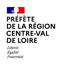 PRÉFÈTE
DE LA RÉGION
CENTRE-VAL
DE LOIRE
Liberté
Égalité
Fraternité